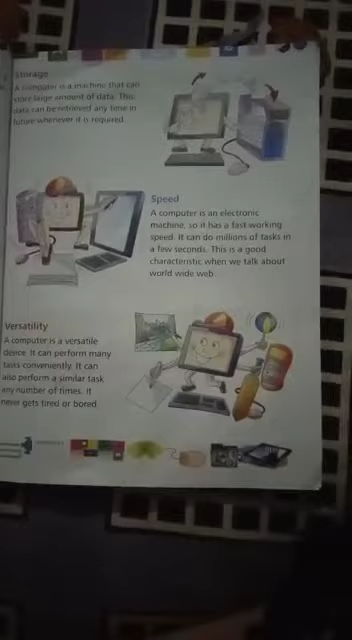 Storage
A computer is a machine that can
store large amount of data. This
data can be retrieved any time in
future whenever it is required.
Speed
A computer is an electronic
machine, so it has a fast working
speed. It can do millions of tasks in
a few seconds. This is a good
characteristic when we talk about
world wide web.
Versatility
A computer is a versatile
device. It can perform many
tasks conveniently. It can
also perform a similar task
any number of times. It
never gets tired or bored.